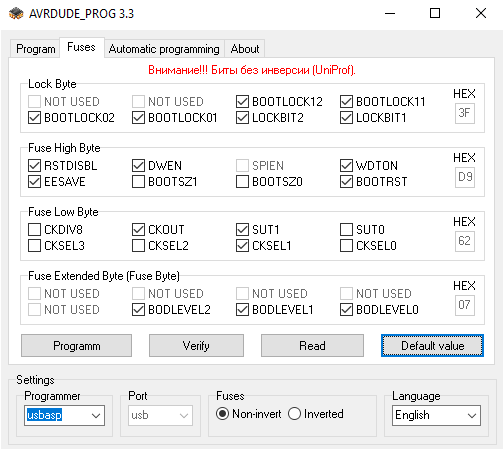 AVRDUDE_PROG 3.3
Program Fuses Automatic programming About
Внимание!!! Биты без инверсии (UniProf).
Lock Byte
HEX
NOT USED NOT USED BOOTLOCK12 BOOTLOCK11
BOOTLOCK02 BOOTLOCK01 LOCKBIT2 LOCKBIT1
3F
Fuse High Byte
HEX
RSTDISBL DWEN SPIEN WDTON
EESAVE BOOTSZ1 BOOTSZ0 BOOTRST
D9
Fuse Low Byte
HEX
CKDIV8 CKOUT SUT1 SUT0
CKSEL3 CKSEL2 CKSEL1 CKSEL0
62
Fuse Extended Byte (Fuse Byte)
HEX
NOT USED NOT USED NOT USED NOT USED
NOT USED BODLEVEL2 BODLEVEL1 BODLEVEL0
07
Programm Verify Read Default value
Settings
Programmer Port Fuses Language
usbasp usb Non-invert Inverted English